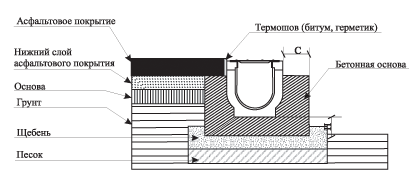 Асфальтовое покрытие
Термошов (битум, герметик)
Нижний слой
асфальтового покрытия
С
Бетонная основа
Основа
Грунт
Щебень
Песок